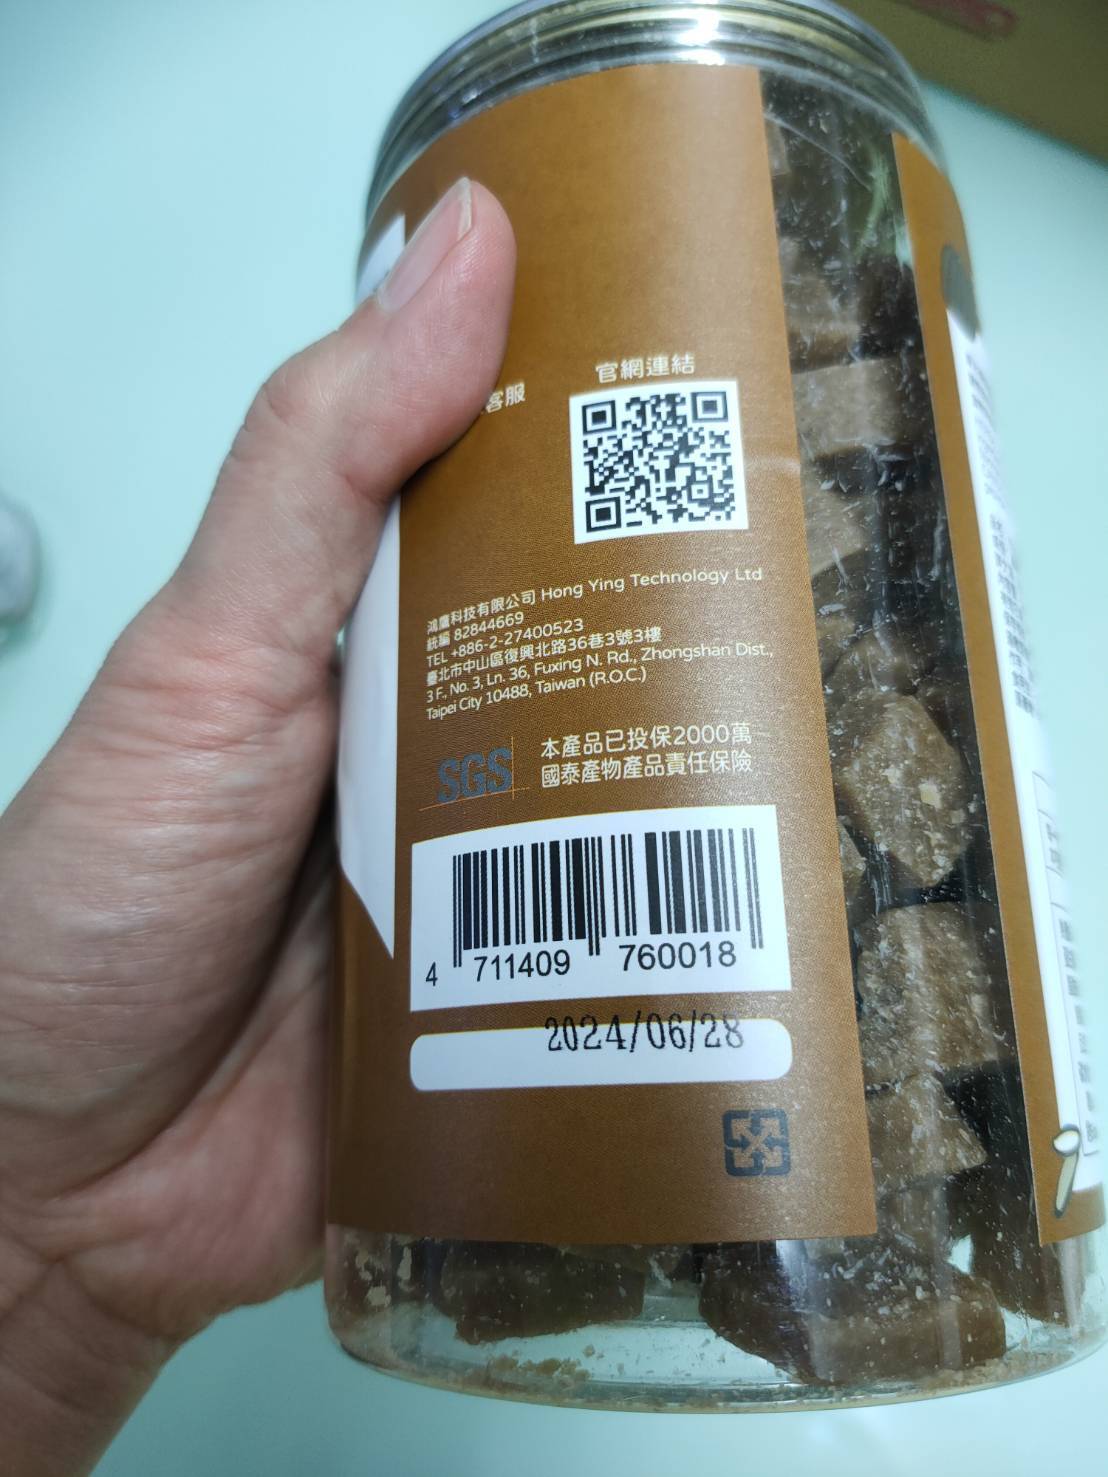 官網連結
客服
鴻鷹科技有限公司 Hong Ying Technology Ltd
統編 82844669
TEL +886-2-27400523
臺北市中山區復興北路36巷3號3樓
3 F., No. 3, Ln. 36, Fuxing N. Rd., Zhongshan Dist.,
Taipei City 10488, Taiwan (R.O.C.)
SGS
本產品已投保2000萬
國泰產物產品責任保險
4 711409 760018
2024/06/28